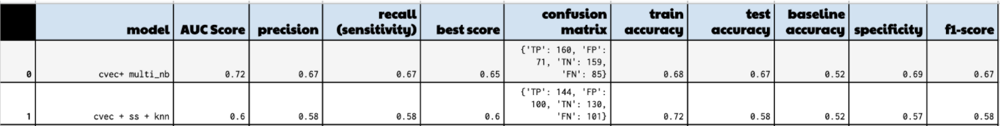 model AUC Score precision recall (sensitivity) best score confusion matrix train accuracy test accuracy baseline accuracy specificity f1-score
0 cvec+ multi_nb 0.72 0.67 0.67 0.65 {'TP': 160, 'FP': 71, 'TN': 159, 'FN': 85} 0.68 0.67 0.52 0.69 0.67
1 cvec + ss + knn 0.6 0.58 0.58 0.6 {'TP': 144, 'FP': 100, 'TN': 130, 'FN': 101} 0.72 0.58 0.52 0.57 0.58